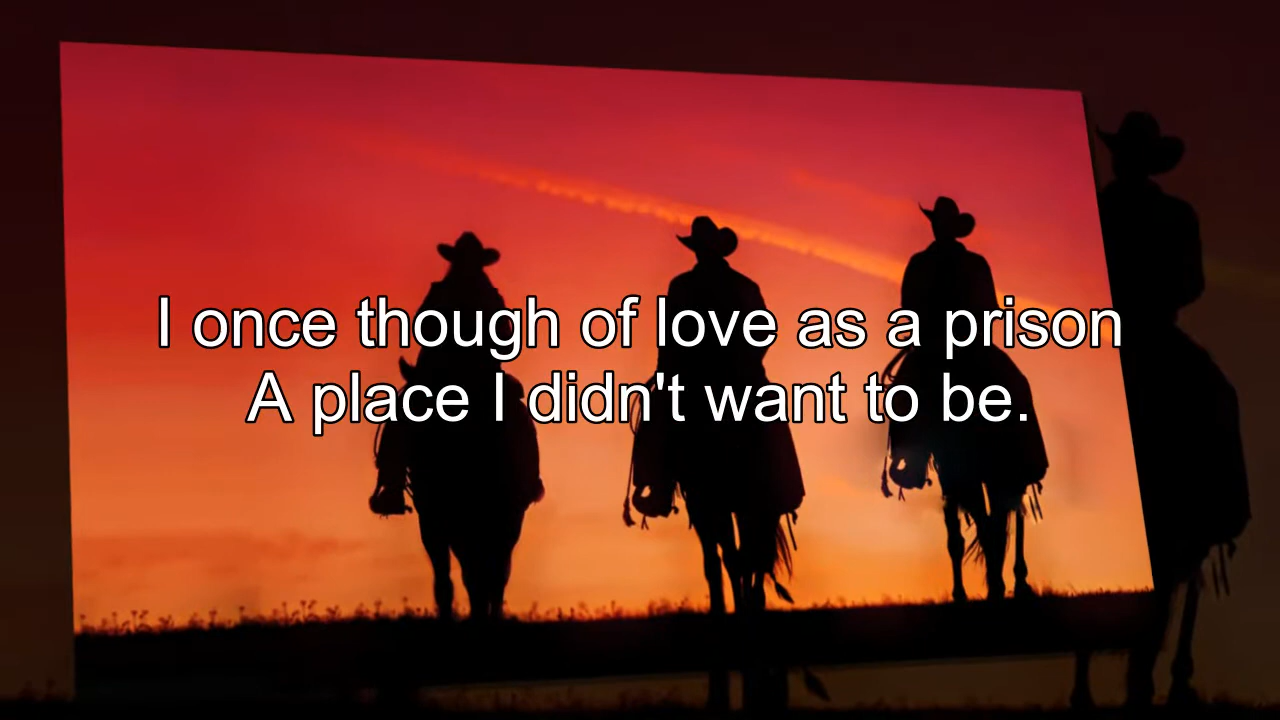 I once though of love as a prison
A place I didn't want to be.